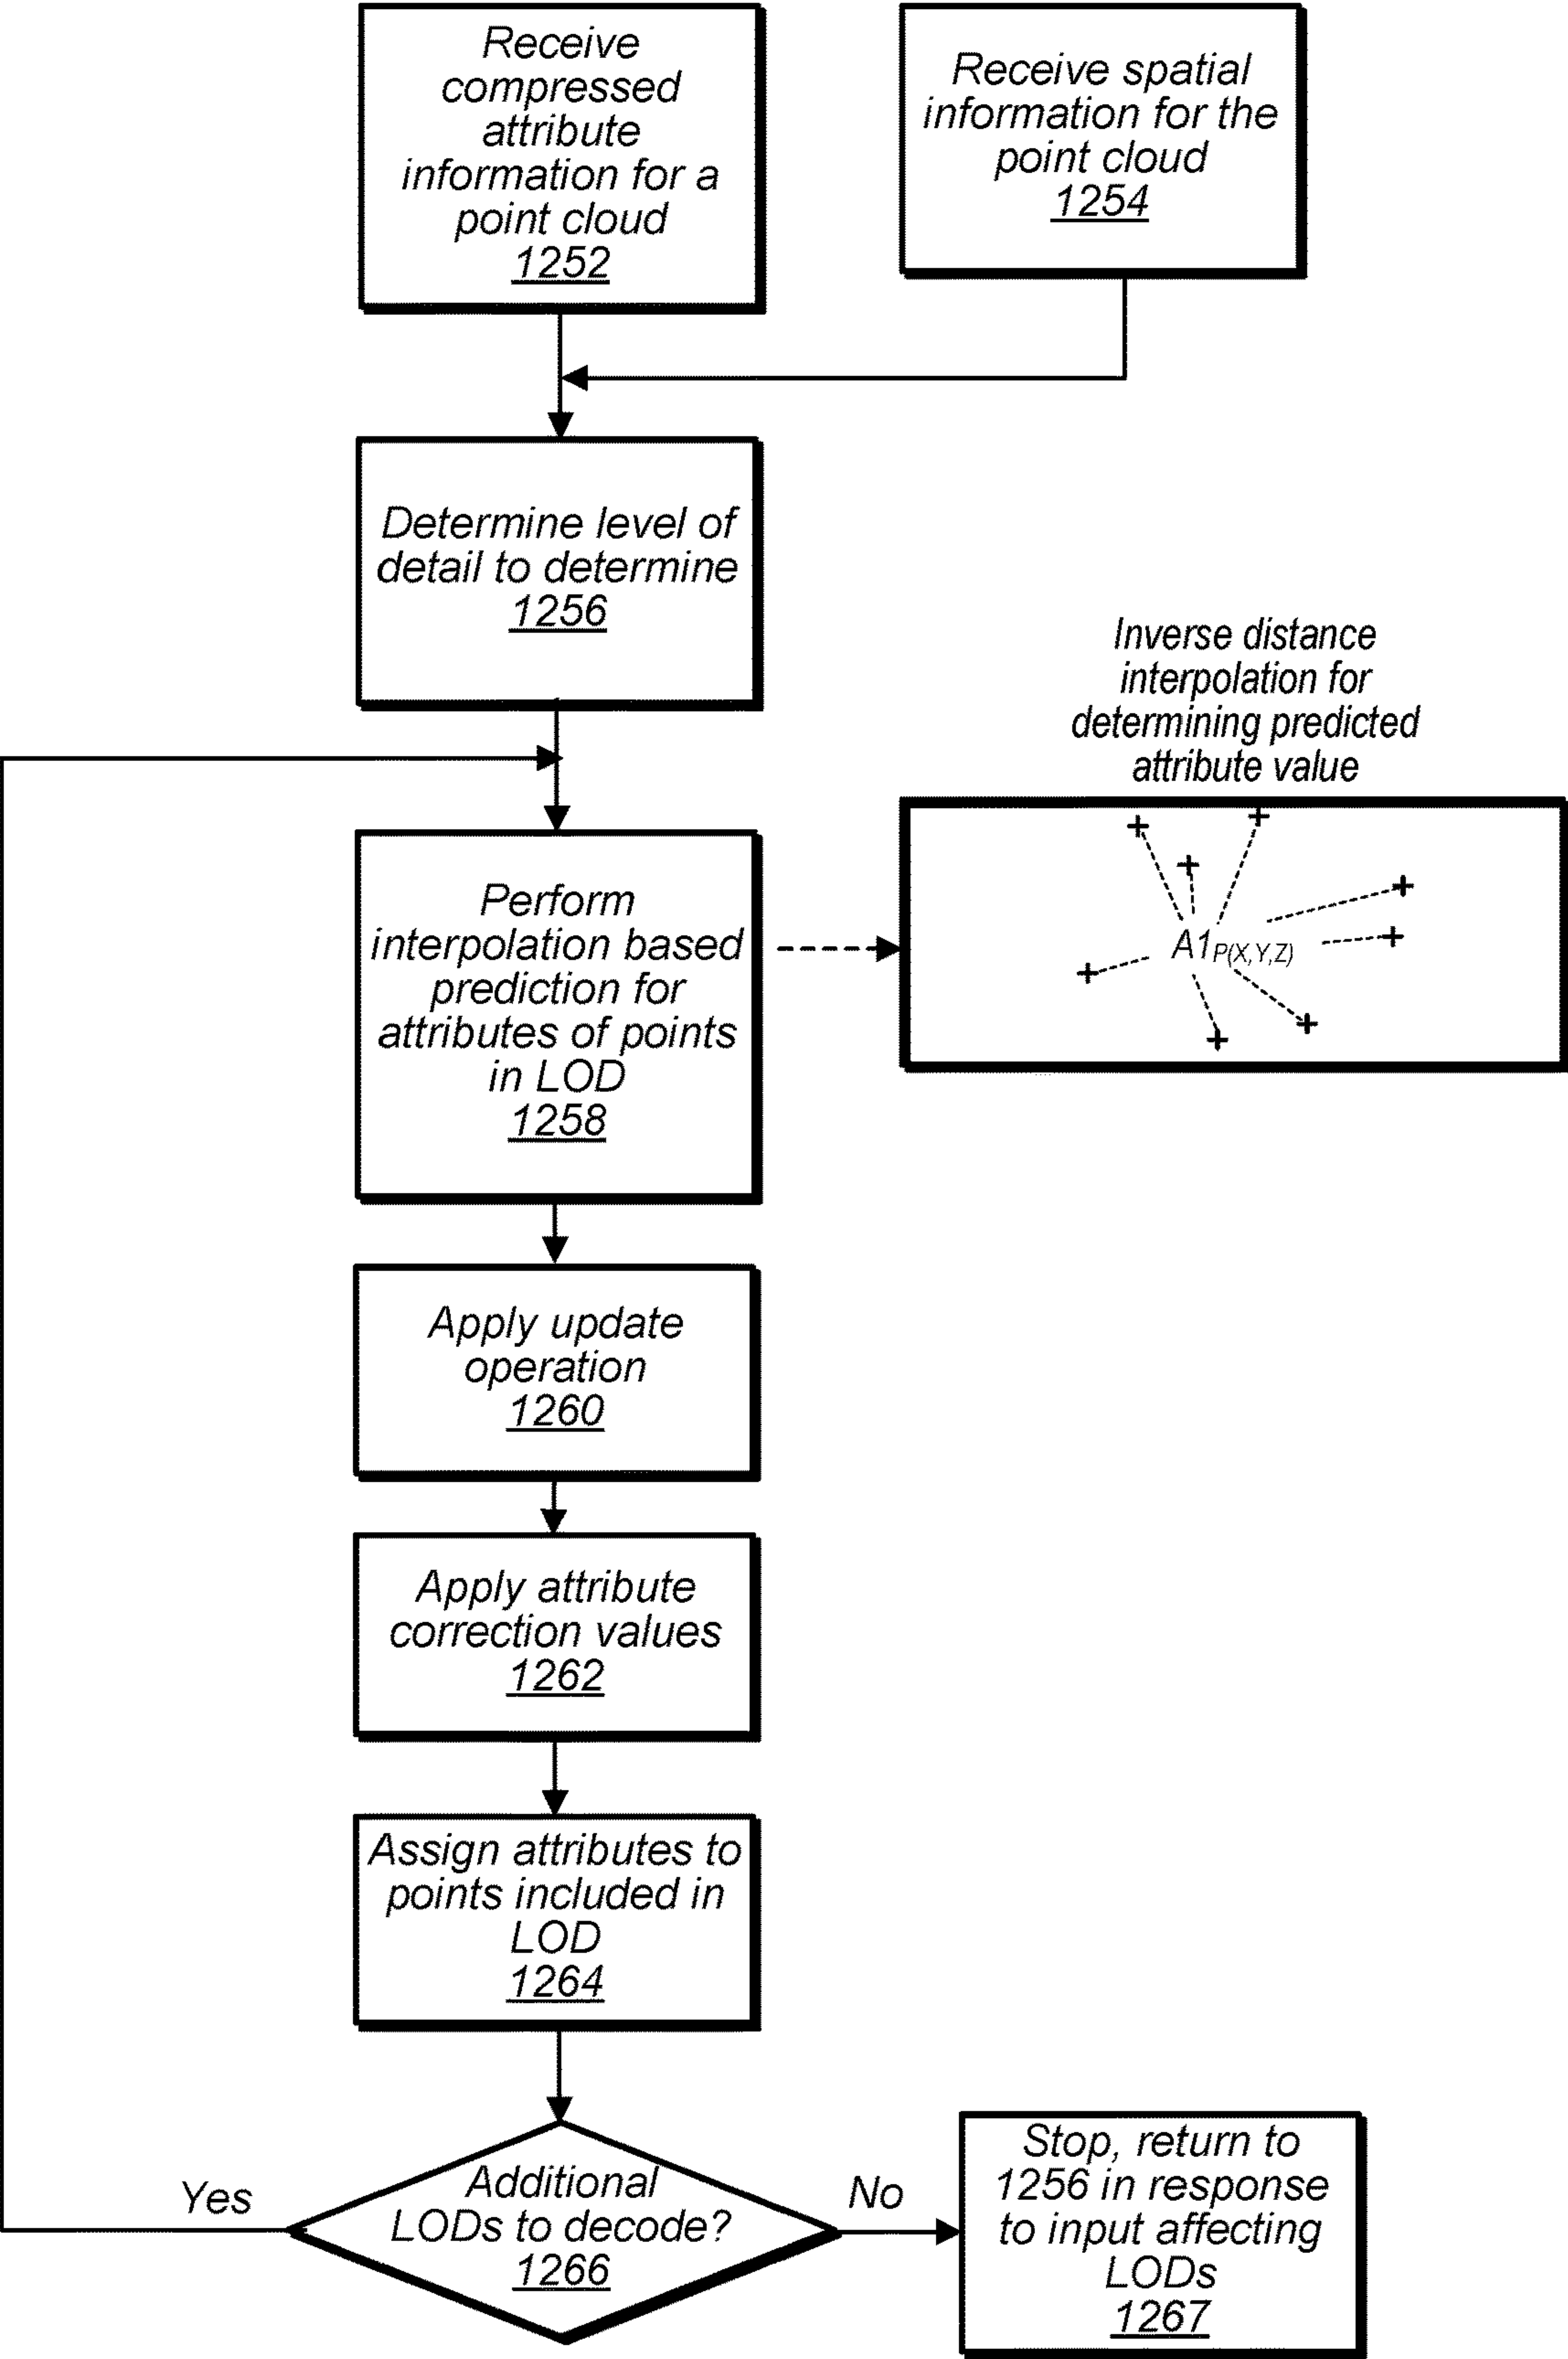 Receive
compressed
attribute
information for a
point cloud
1252
Receive spatial
information for the
point cloud
1254
Determine level of
detail to determine
1256
Inverse distance
interpolation for
determining predicted
attribute value
Perform
interpolation based
prediction for
attributes of points
in LOD
1258
A1P(X,Y,Z)
Apply update
operation
1260
Apply attribute
correction values
1262
Assign attributes to
points included in
LOD
1264
Additional
LODs to decode?
1266
Yes
No
Stop, return to
1256 in response
to input affecting
LODs
1267